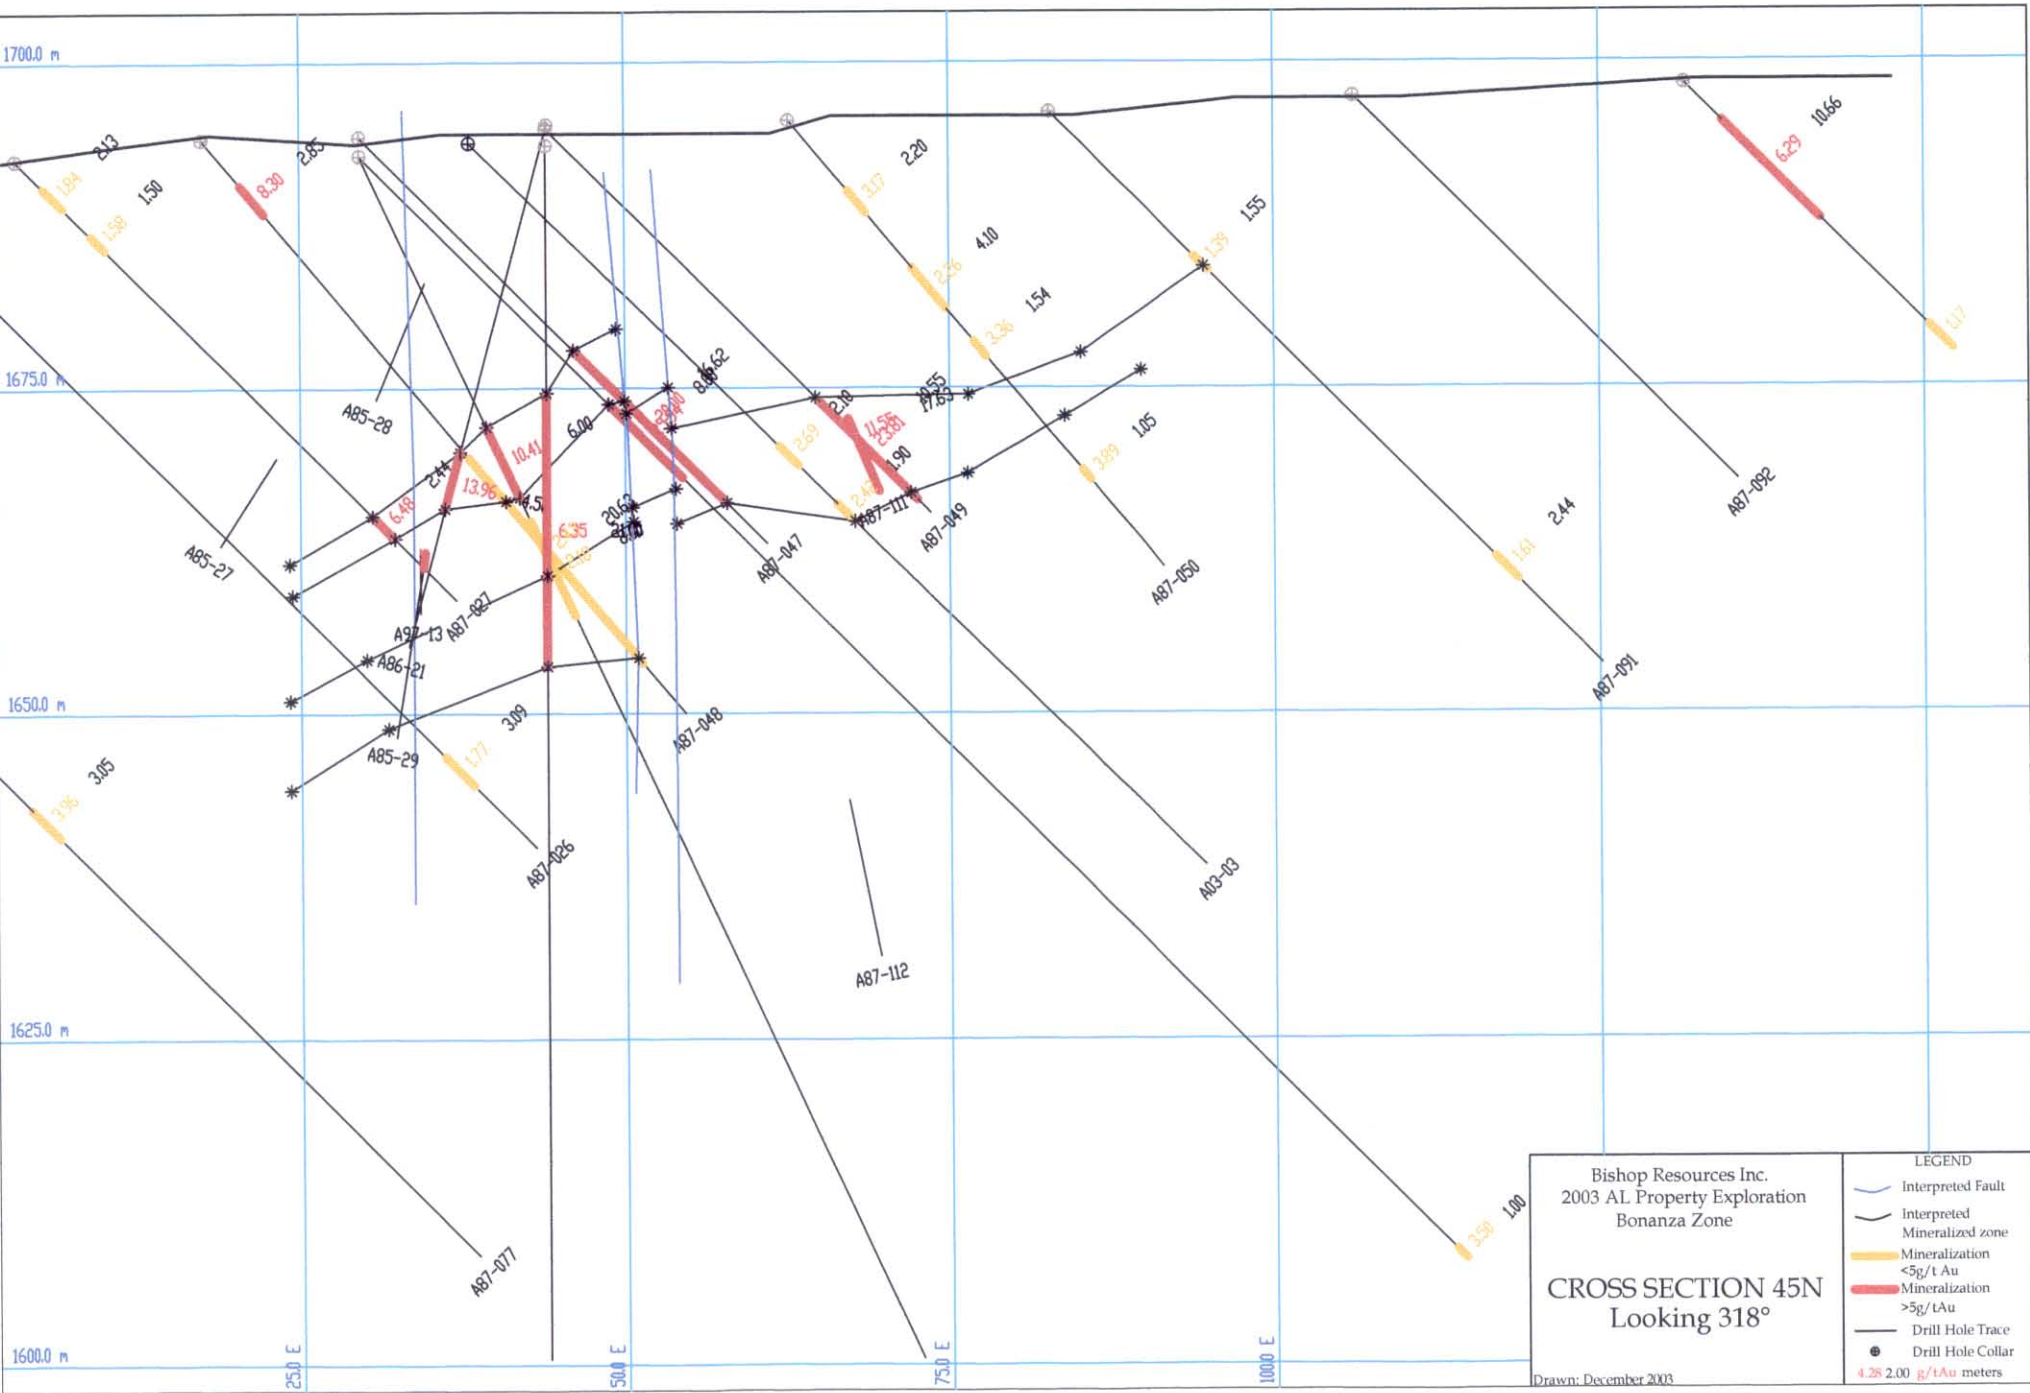 1700.0 m
2.13
2.85
1.84
1.50
1.58
8.30
2.20
3.17
4.10
2.26
1.54
3.36
1.55
1.39
10.66
6.29
1.17
1675.0 m
A85-28
2.44
10.41
6.00
13.96
6.48
6.35
20.62
2.10
17.63
11.55
23.81
1.90
2.69
2.47
1.05
3.89
A85-27
A87-111
A87-049
A87-047
A87-050
A87-092
2.44
1.61
A97-13
A87-027
A86-21
A87-091
1650.0 m
3.09
A85-29
1.77
A87-048
3.05
3.96
A87-026
A03-03
A87-112
1625.0 m
A87-077
3.50
1.00
1600.0 m
25.0 E
50.0 E
75.0 E
100.0 E
Bishop Resources Inc.
2003 AL Property Exploration
Bonanza Zone
CROSS SECTION 45N
Looking 318°
Drawn: December 2003
LEGEND
Interpreted Fault
Interpreted
Mineralized zone
Mineralization
<5g/t Au
Mineralization
>5g/tAu
Drill Hole Trace
Drill Hole Collar
4.28 2.00 g/tAu meters